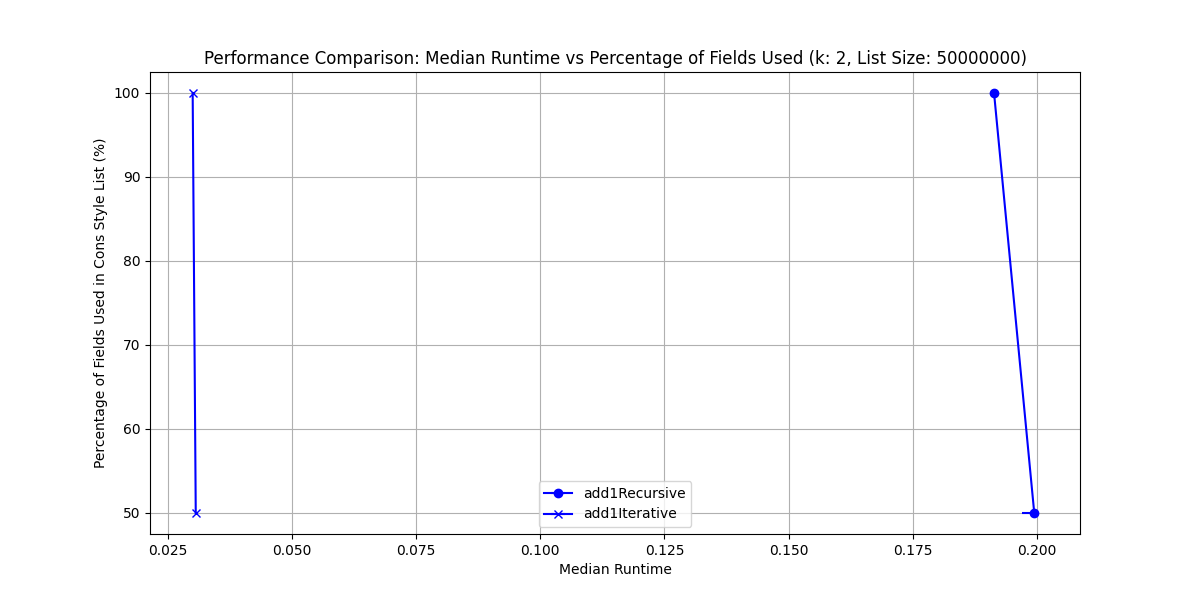 Performance Comparison: Median Runtime vs Percentage of Fields Used (k: 2, List Size: 50000000)
Percentage of Fields Used in Cons Style List (%)
100
90
80
70
60
50
add1Recursive
add1Iterative
0.025 0.050 0.075 0.100 0.125 0.150 0.175 0.200
Median Runtime